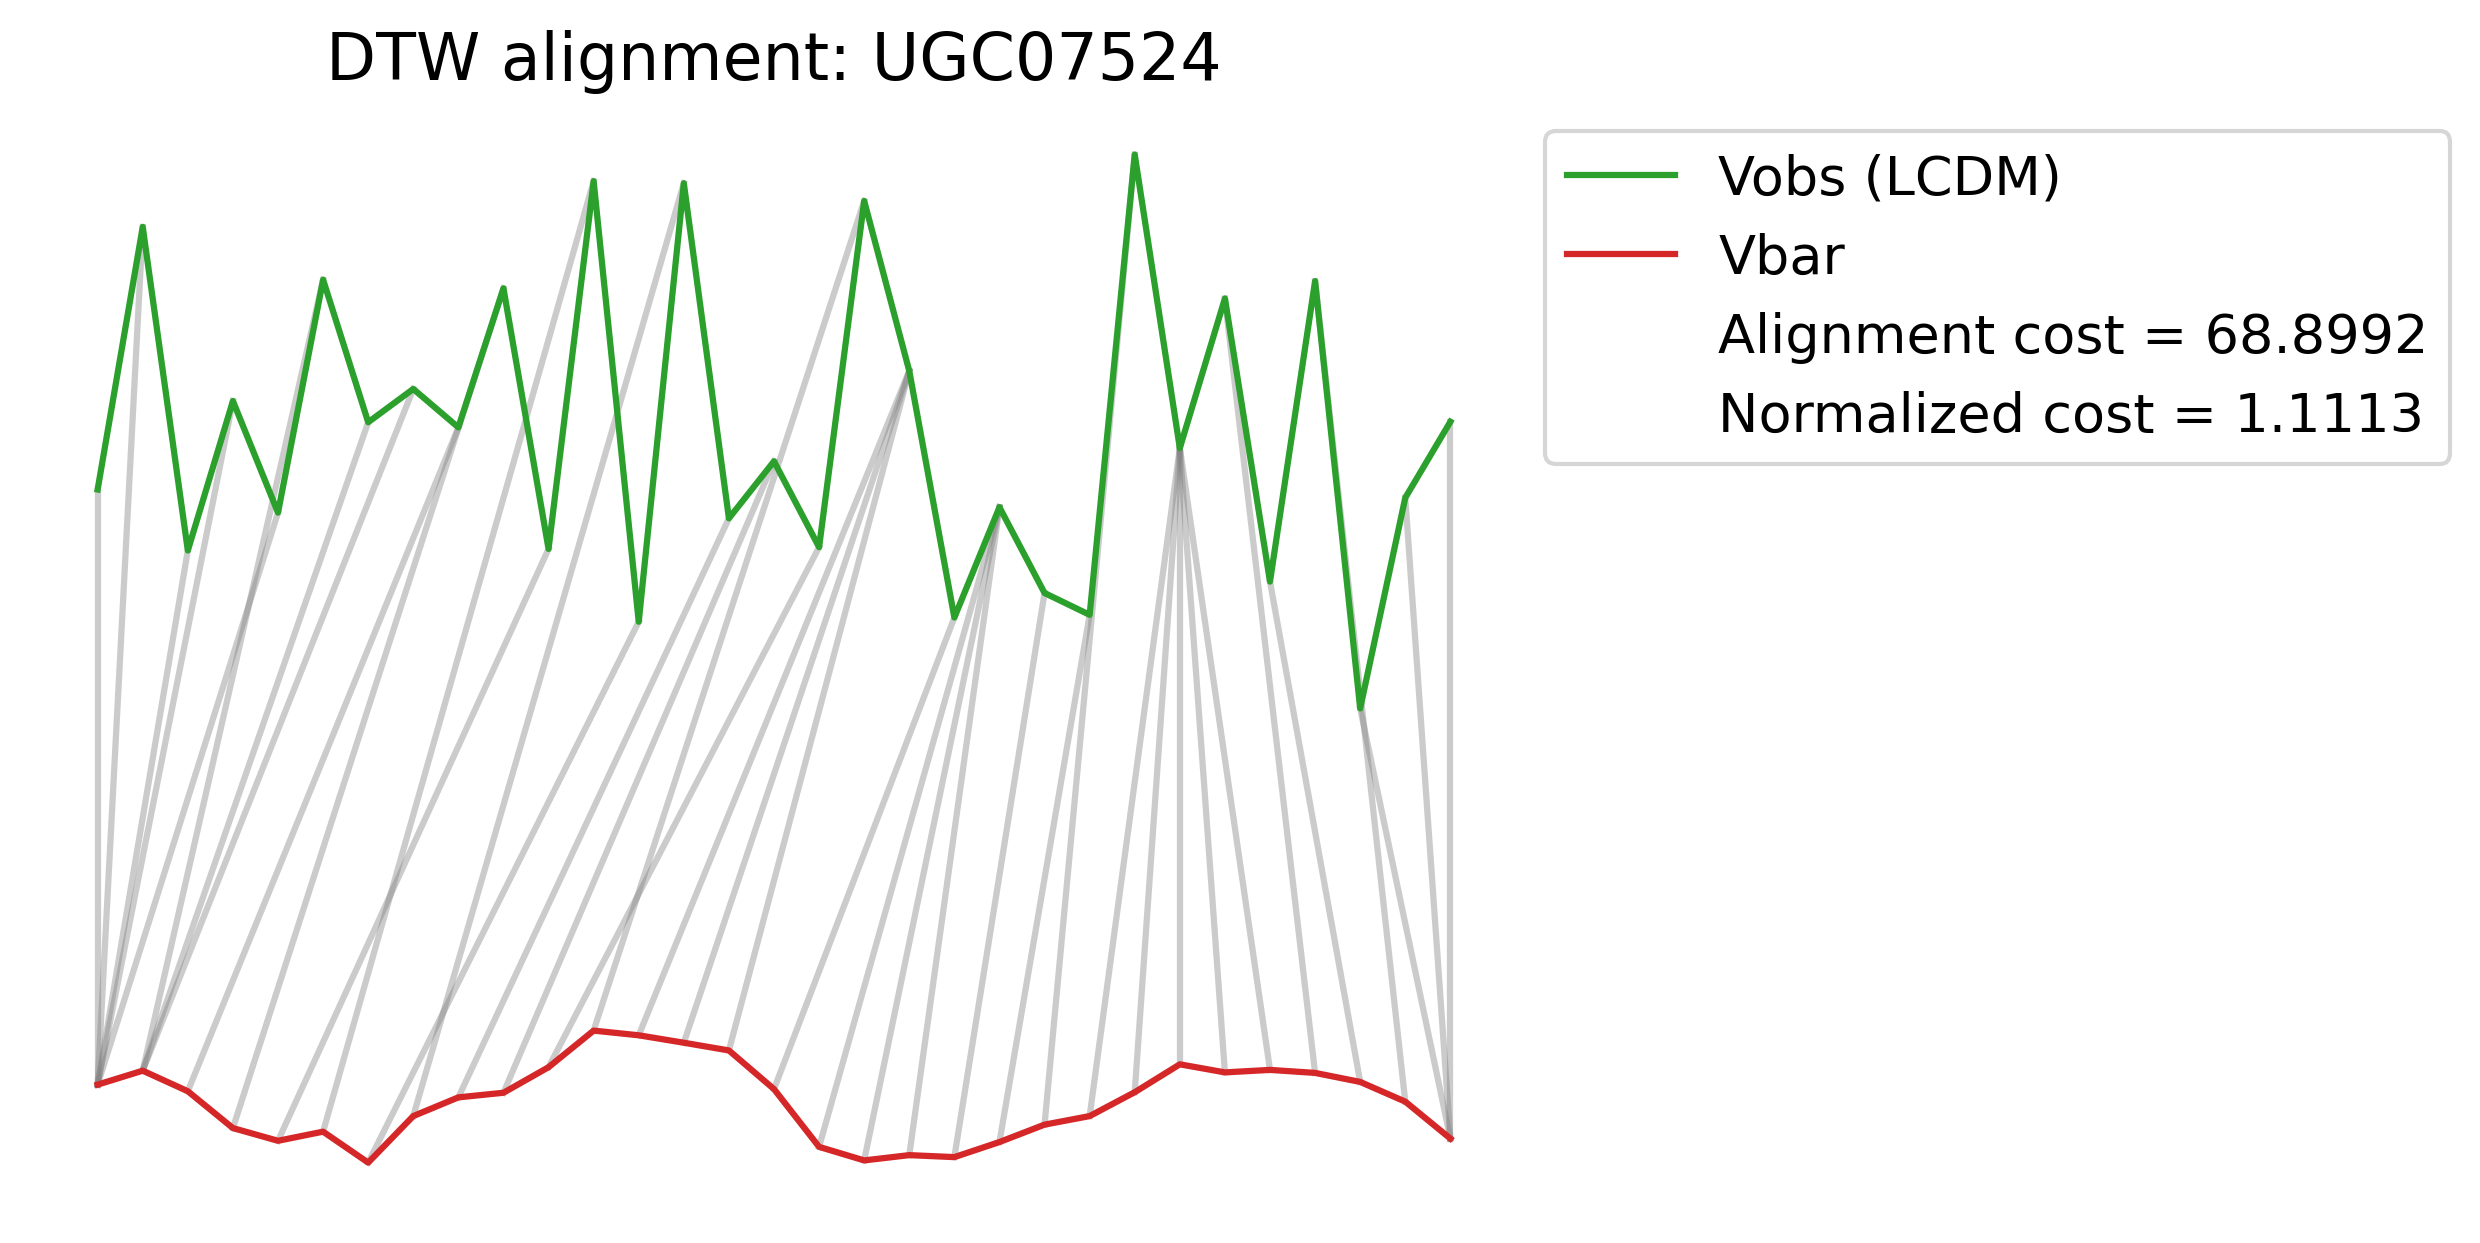 DTW alignment: UGC07524
Vobs (LCDM)
Vbar
Alignment cost = 68.8992
Normalized cost = 1.1113